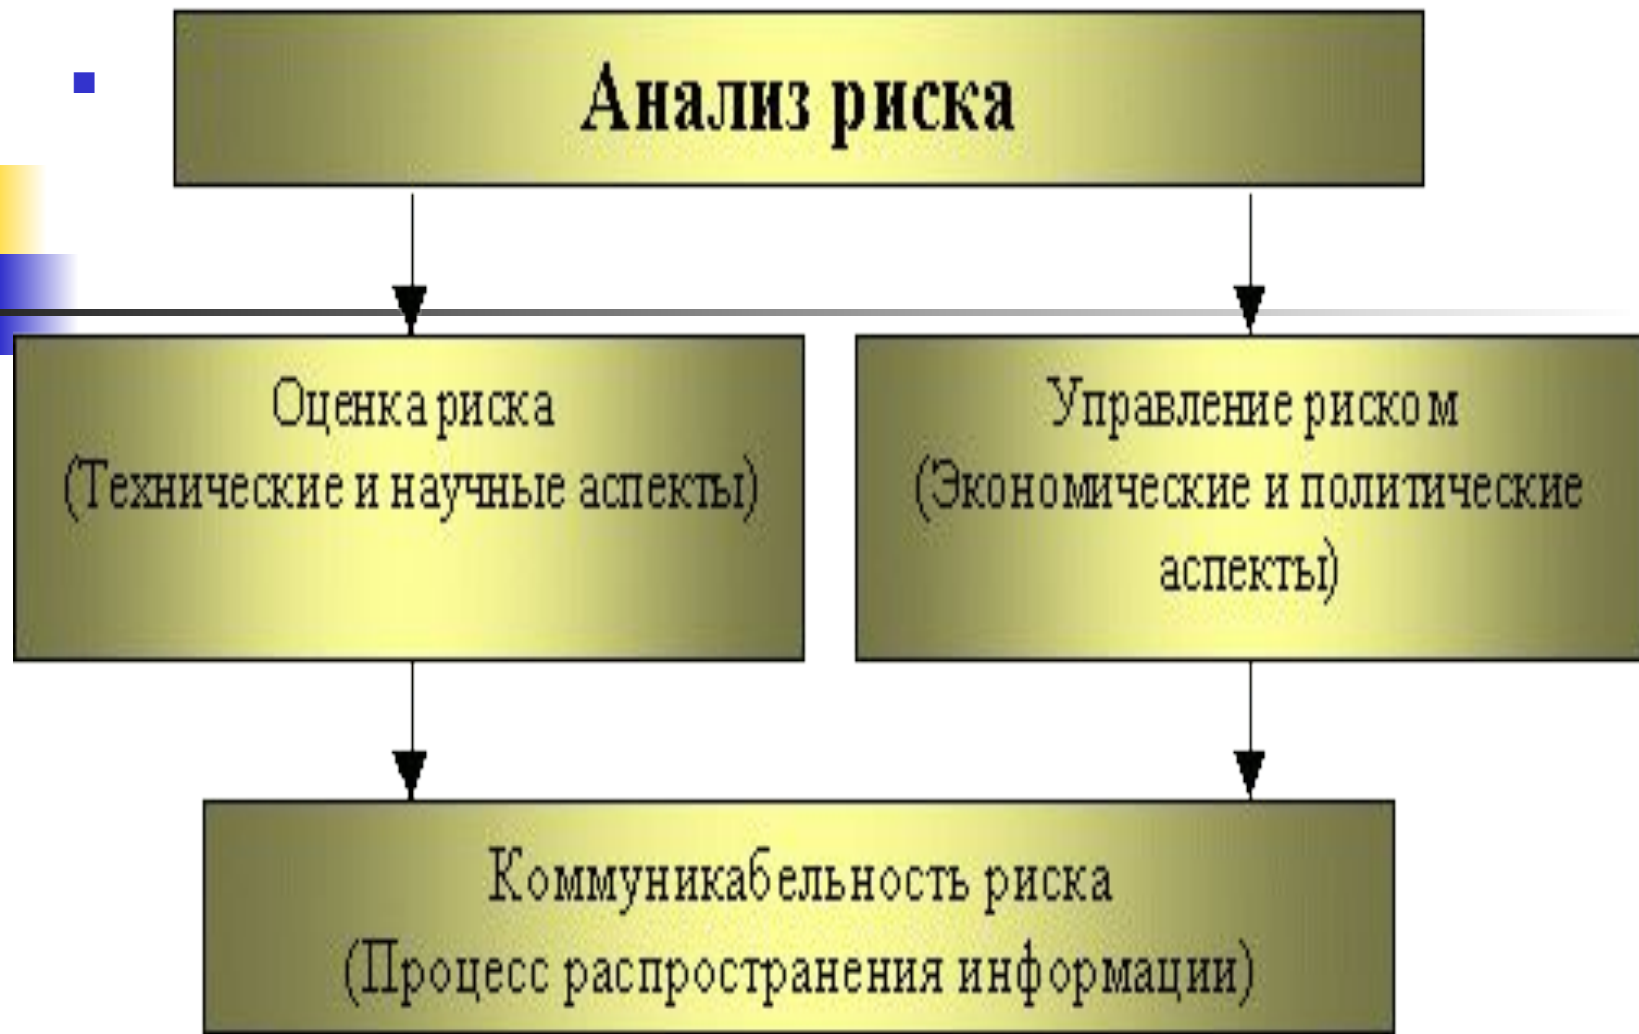 Анализ риска
Оценка риска
(Технические и научные аспекты)
Управление риском
(Экономические и политические
аспекты)
Коммуникабельность риска
(Процесс распространения информации)